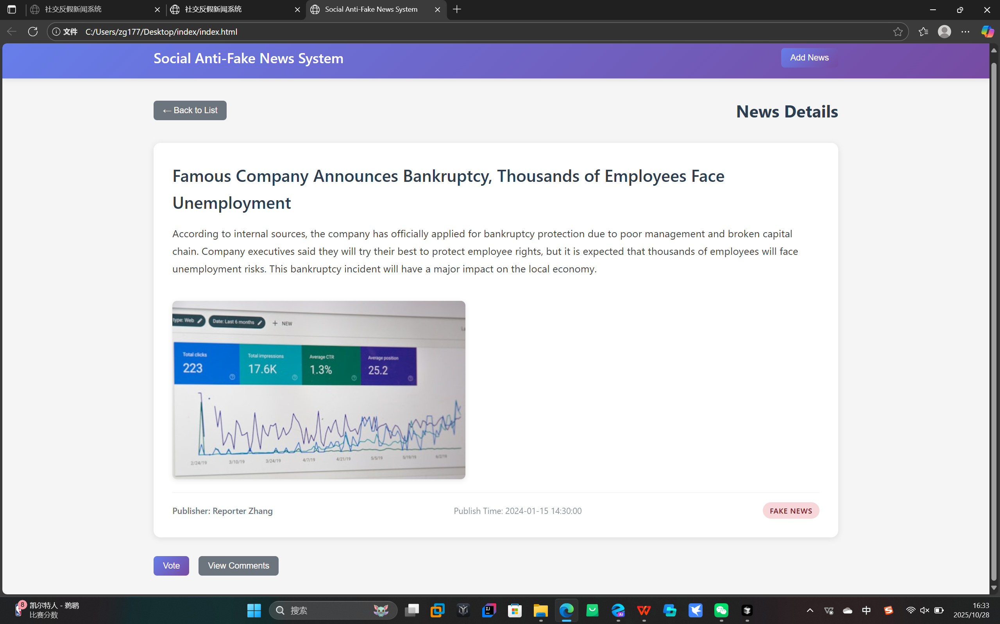 社交反假新闻系统
社交反假新闻系统
Social Anti-Fake News System
文件 C:/Users/zg177/Desktop/index/index.html
Social Anti-Fake News System
Add News
← Back to List
News Details
Famous Company Announces Bankruptcy, Thousands of Employees Face
Unemployment
According to internal sources, the company has officially applied for bankruptcy protection due to poor management and broken capital
chain. Company executives said they will try their best to protect employee rights, but it is expected that thousands of employees will face
unemployment risks. This bankruptcy incident will have a major impact on the local economy.
type: Web
Date: Last 6 months
+ NEW
La
Total clicks
223
Total impressions
17.6K
Average CTR
1.3%
Average position
25.2
2/24/19 3/10/19 3/24/19 4/7/19 4/21/19 5/5/19 5/19/19 6/2/19
Publisher: Reporter Zhang
Publish Time: 2024-01-15 14:30:00
FAKE NEWS
Vote
View Comments
8
凯尔特人 - 鹈鹕
比赛分数
搜索
中
16:33
2025/10/28